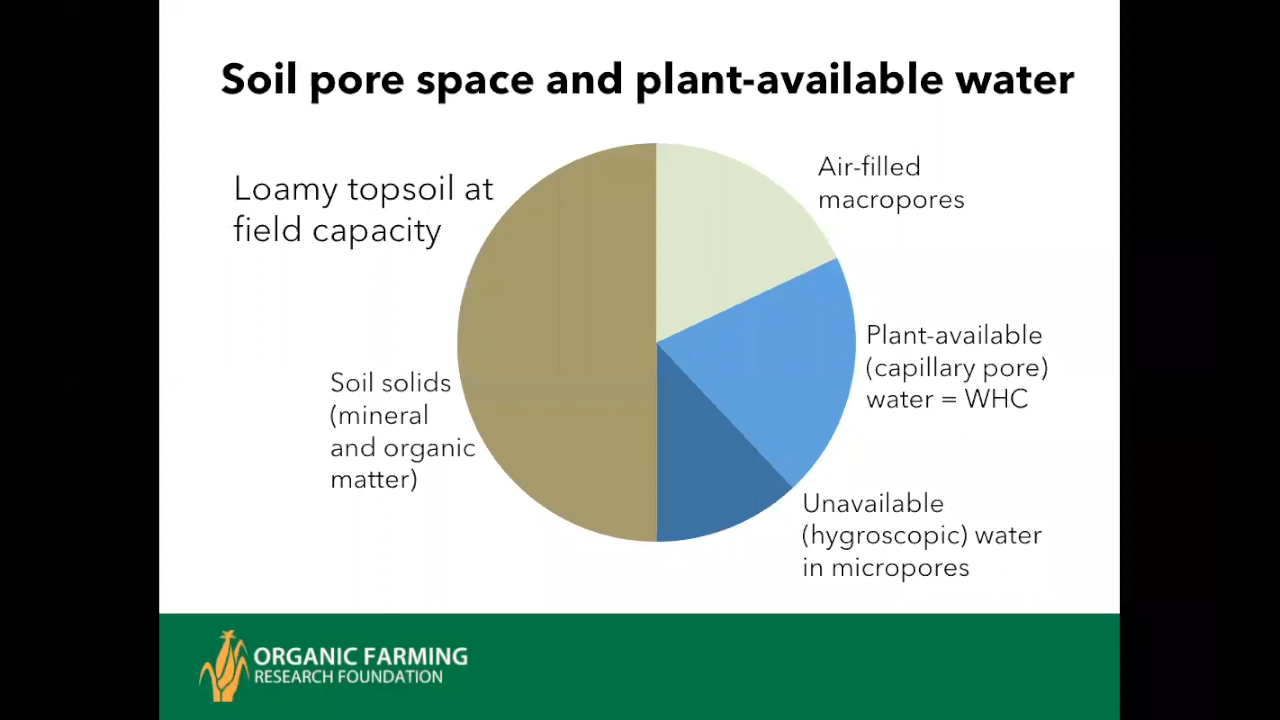 Soil pore space and plant-available water
Loamy topsoil at
field capacity
Air-filled
macropores
Plant-available
(capillary pore)
water = WHC
Soil solids
(mineral
and organic
matter)
Unavailable
(hygroscopic) water
in micropores
ORGANIC FARMING
RESEARCH FOUNDATION